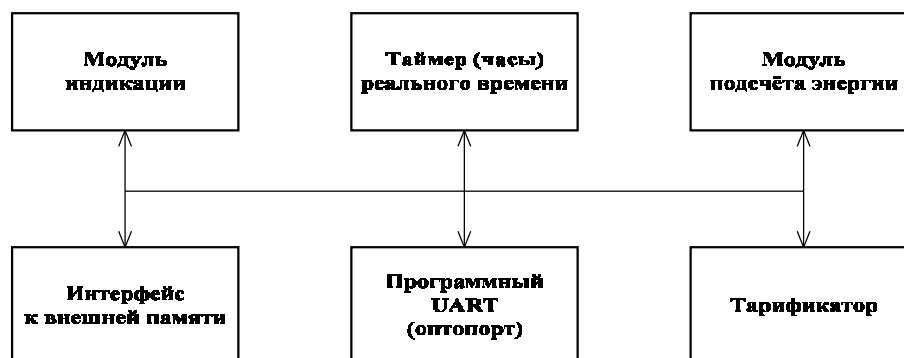 Модуль
индикации
Таймер (часы)
реального времени
Модуль
подсчёта энергии
Интерфейс
к внешней памяти
Программный
UART
(оптопорт)
Тарификатор